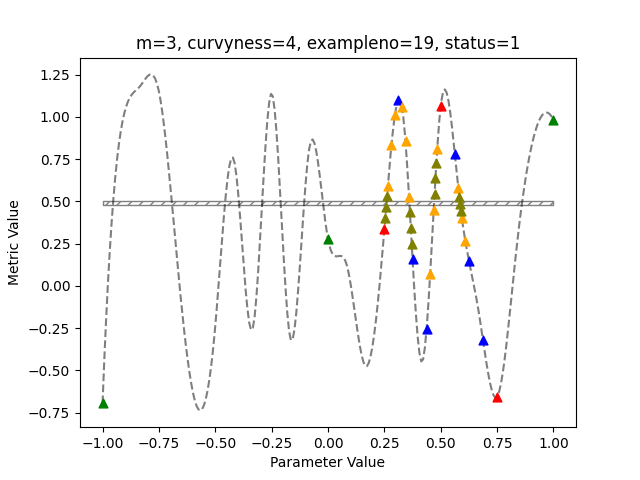 m=3, curvyness=4, exampleno=19, status=1
1.25
1.00
0.75
0.50
0.25
0.00
−0.25
−0.50
−0.75
Metric Value
−1.00 −0.75 −0.50 −0.25 0.00 0.25 0.50 0.75 1.00
Parameter Value